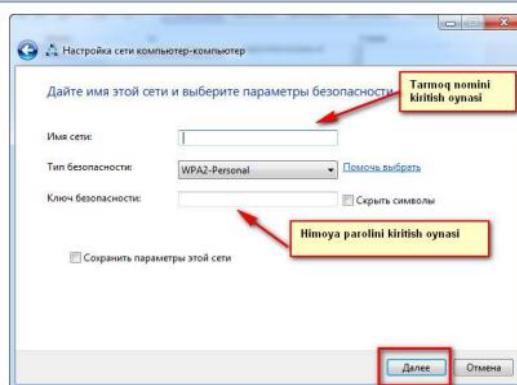 Настройка сети компьютер-компьютер
Дайте имя этой сети и выберите параметры безопасности
Tarmoq nomini
kiritish oynasi
Имя сети:
Тип безопасности: WPA2-Personal Помочь выбрать
Ключ безопасности: Скрыть символы
Himoya parolini kiritish oynasi
Сохранить параметры этой сети
Далее Отмена